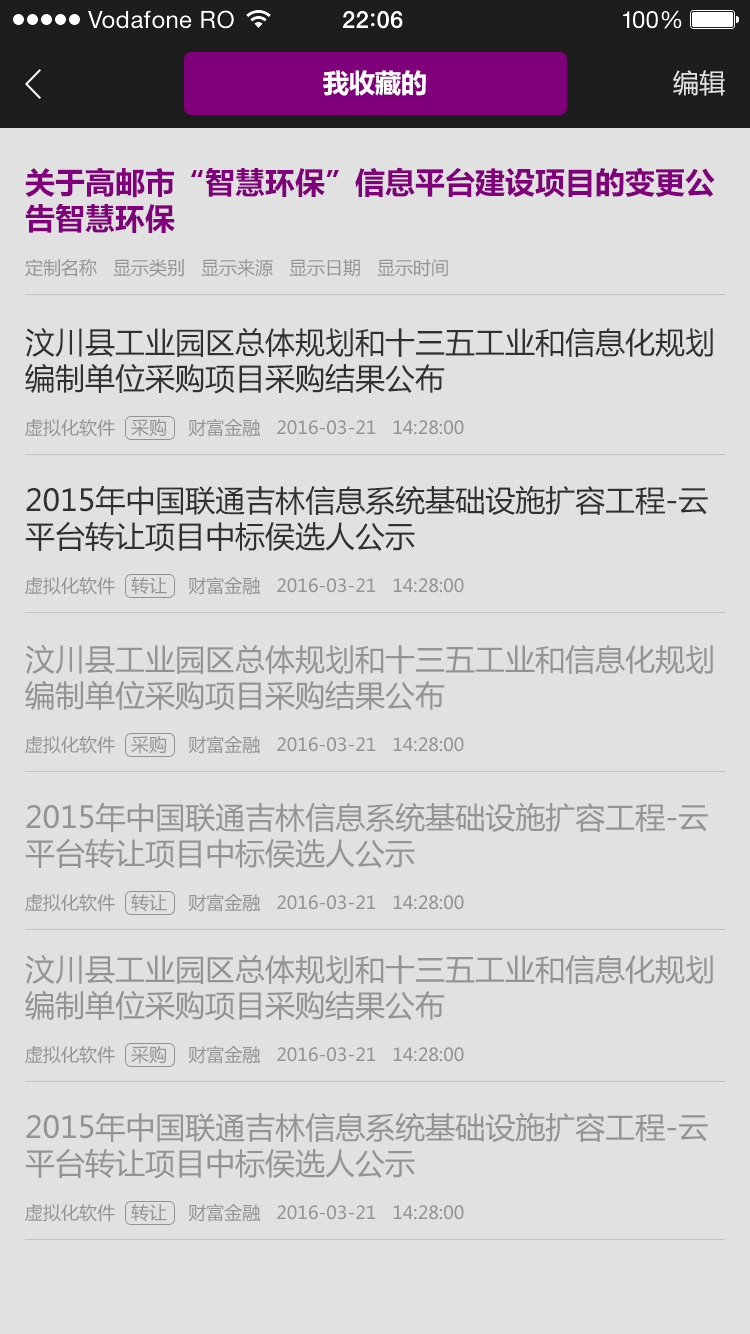 Vodafone RO 22:06 100%
我收藏的 编辑
关于高邮市“智慧环保”信息平台建设项目的变更公
告智慧环保
定制名称 显示类别 显示来源 显示日期 显示时间
汶川县工业园区总体规划和十三五工业和信息化规划
编制单位采购项目采购结果公布
虚拟化软件 采购 财富金融 2016-03-21 14:28:00
2015年中国联通吉林信息系统基础设施扩容工程-云
平台转让项目中标侯选人公示
虚拟化软件 转让 财富金融 2016-03-21 14:28:00
汶川县工业园区总体规划和十三五工业和信息化规划
编制单位采购项目采购结果公布
虚拟化软件 采购 财富金融 2016-03-21 14:28:00
2015年中国联通吉林信息系统基础设施扩容工程-云
平台转让项目中标侯选人公示
虚拟化软件 转让 财富金融 2016-03-21 14:28:00
汶川县工业园区总体规划和十三五工业和信息化规划
编制单位采购项目采购结果公布
虚拟化软件 采购 财富金融 2016-03-21 14:28:00
2015年中国联通吉林信息系统基础设施扩容工程-云
平台转让项目中标侯选人公示
虚拟化软件 转让 财富金融 2016-03-21 14:28:00